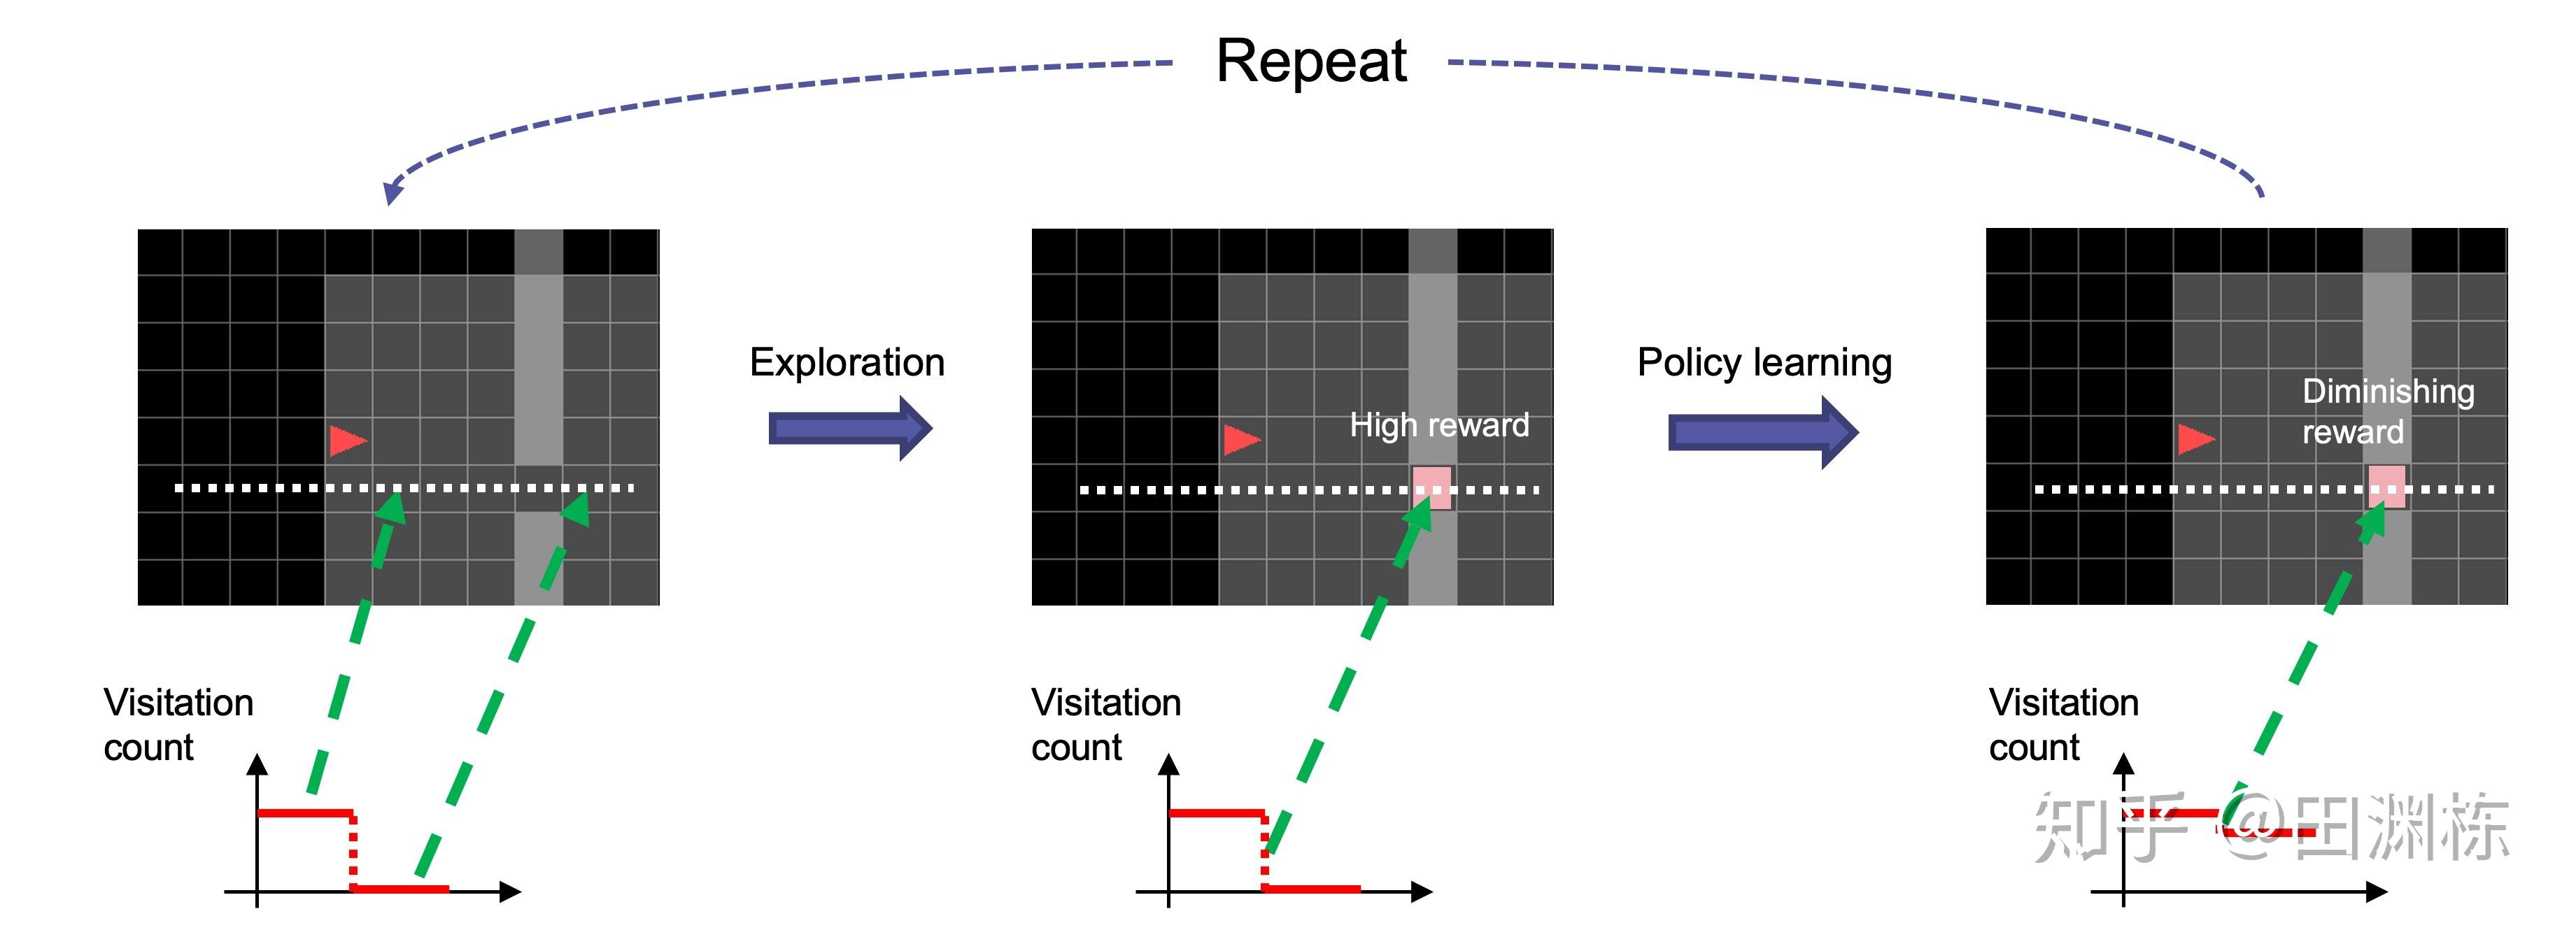 Repeat
Exploration
Policy learning
High reward
Diminishing
reward
Visitation
count
Visitation
count
Visitation
count
知乎 @田渊栋